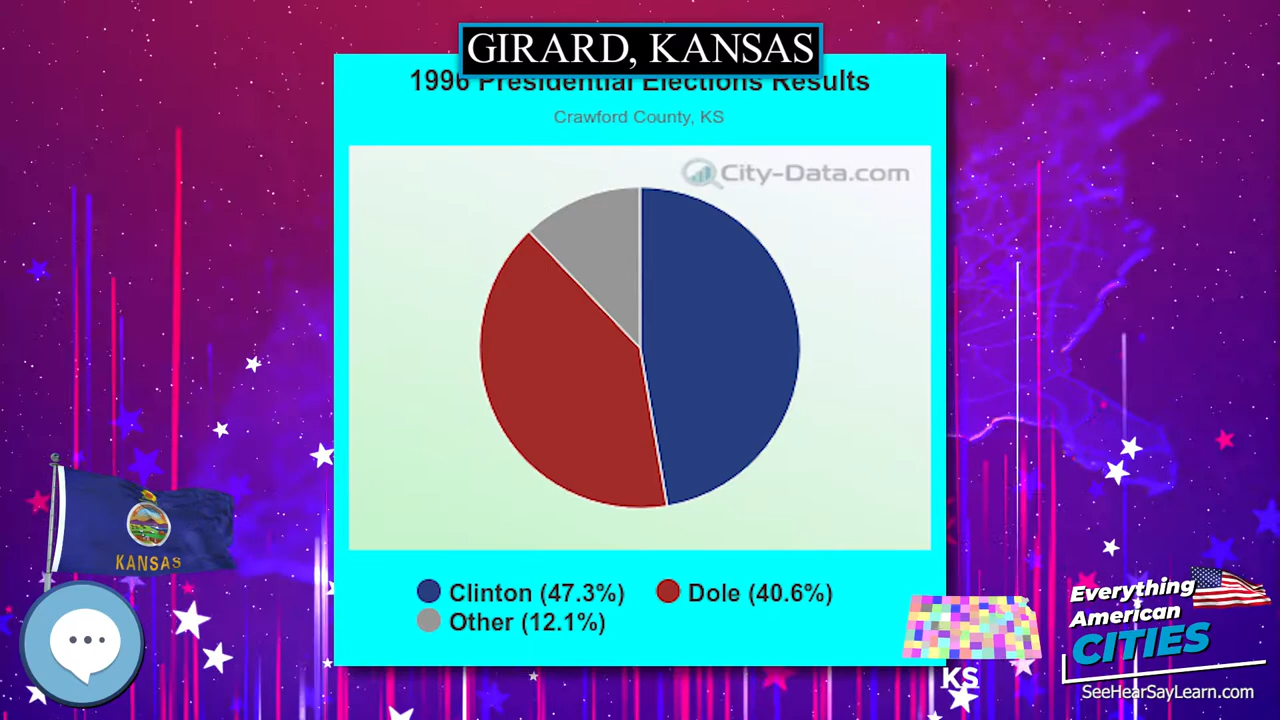 GIRARD, KANSAS
1996 Presidential Elections Results
Crawford County, KS
City-Data.com
Clinton (47.3%) Dole (40.6%)
Other (12.1%)
KANSAS
Everything
American
CITIES
KS
SeeHearSayLearn.com